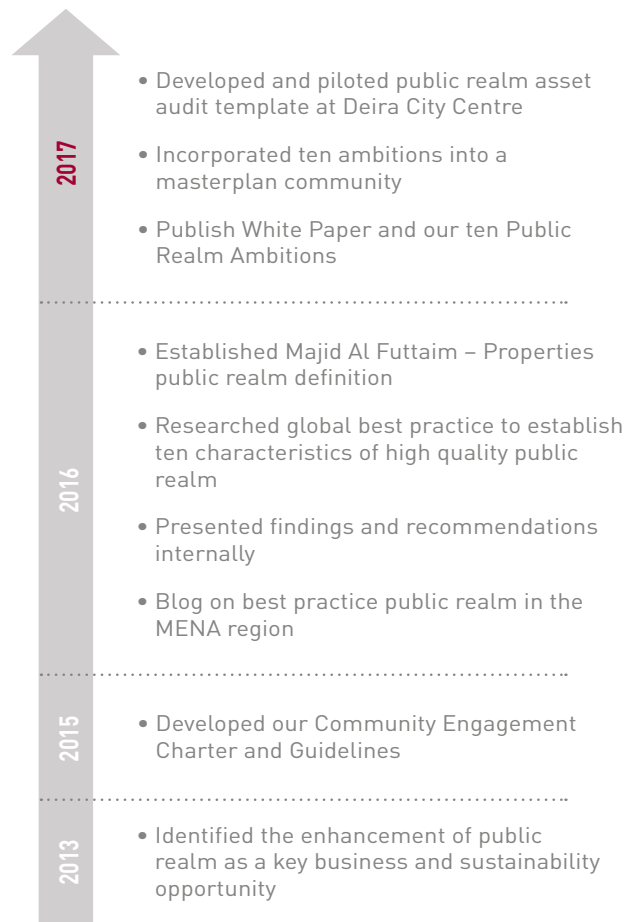 2017
• Developed and piloted public realm asset
audit template at Deira City Centre
• Incorporated ten ambitions into a
masterplan community
• Publish White Paper and our ten Public
Realm Ambitions
2016
• Established Majid Al Futtaim – Properties
public realm definition
• Researched global best practice to establish
ten characteristics of high quality public
realm
• Presented findings and recommendations
internally
• Blog on best practice public realm in the
MENA region
2015
• Developed our Community Engagement
Charter and Guidelines
2013
• Identified the enhancement of public
realm as a key business and sustainability
opportunity